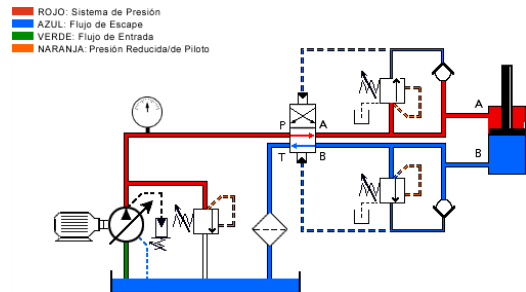 ROJO: Sistema de Presión
AZUL: Flujo de Escape
VERDE: Flujo de Entrada
NARANJA: Presión Reducida/de Piloto
P A
T B
A
B